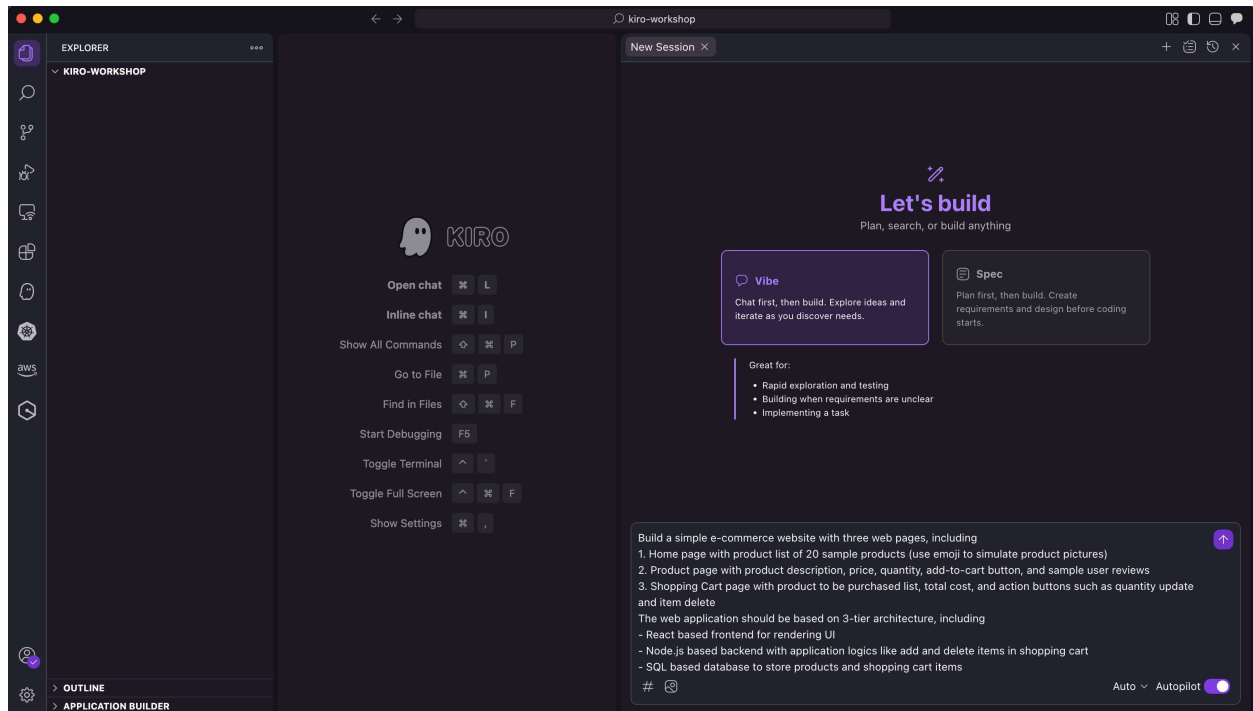 kiro-workshop
EXPLORER
KIRO-WORKSHOP
OUTLINE
APPLICATION BUILDER
aws
KIRO
Open chat ⌘ L
Inline chat ⌘ I
Show All Commands ⇧ ⌘ P
Go to File ⌘ P
Find in Files ⇧ ⌘ F
Start Debugging F5
Toggle Terminal ^ `
Toggle Full Screen ^ ⌘ F
Show Settings ⌘ ,
New Session
Let's build
Plan, search, or build anything
Vibe
Chat first, then build. Explore ideas and
iterate as you discover needs.
Spec
Plan first, then build. Create
requirements and design before coding
starts.
Great for:
• Rapid exploration and testing
• Building when requirements are unclear
• Implementing a task
Build a simple e-commerce website with three web pages, including
1. Home page with product list of 20 sample products (use emoji to simulate product pictures)
2. Product page with product description, price, quantity, add-to-cart button, and sample user reviews
3. Shopping Cart page with product to be purchased list, total cost, and action buttons such as quantity update
and item delete
The web application should be based on 3-tier architecture, including
- React based frontend for rendering UI
- Node.js based backend with application logics like add and delete items in shopping cart
- SQL based database to store products and shopping cart items
# Auto Autopilot